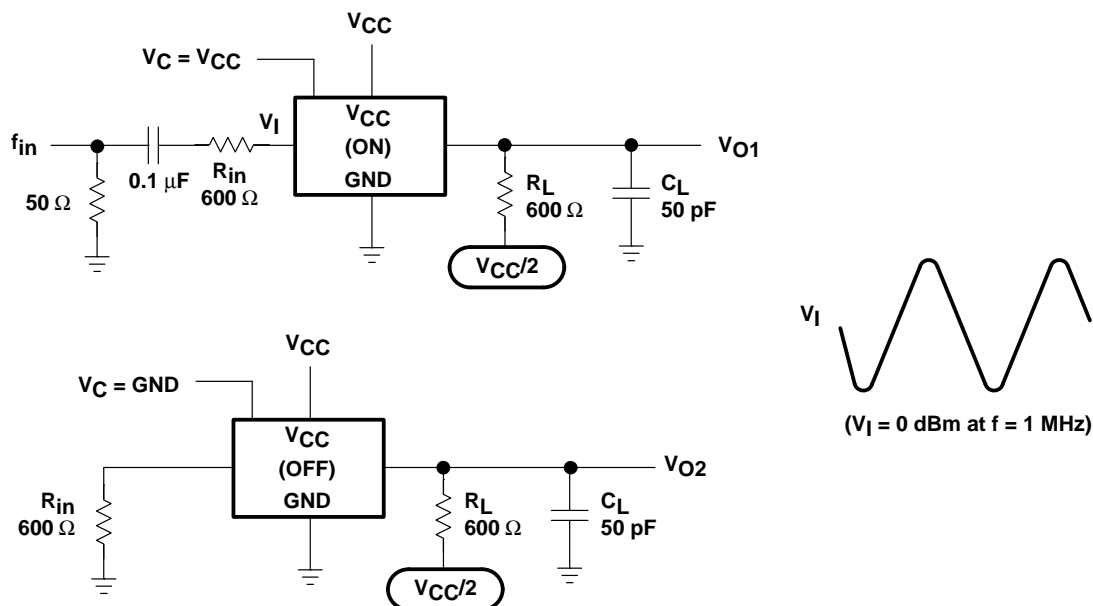 VCC
VC = VCC
fin
0.1 µF
Rin
600 Ω
VI
VCC
(ON)
GND
50 Ω
RL
600 Ω
CL
50 pF
VO1
VCC/2
VI
(VI = 0 dBm at f = 1 MHz)
VCC
VC = GND
Rin
600 Ω
VCC
(OFF)
GND
RL
600 Ω
CL
50 pF
VO2
VCC/2